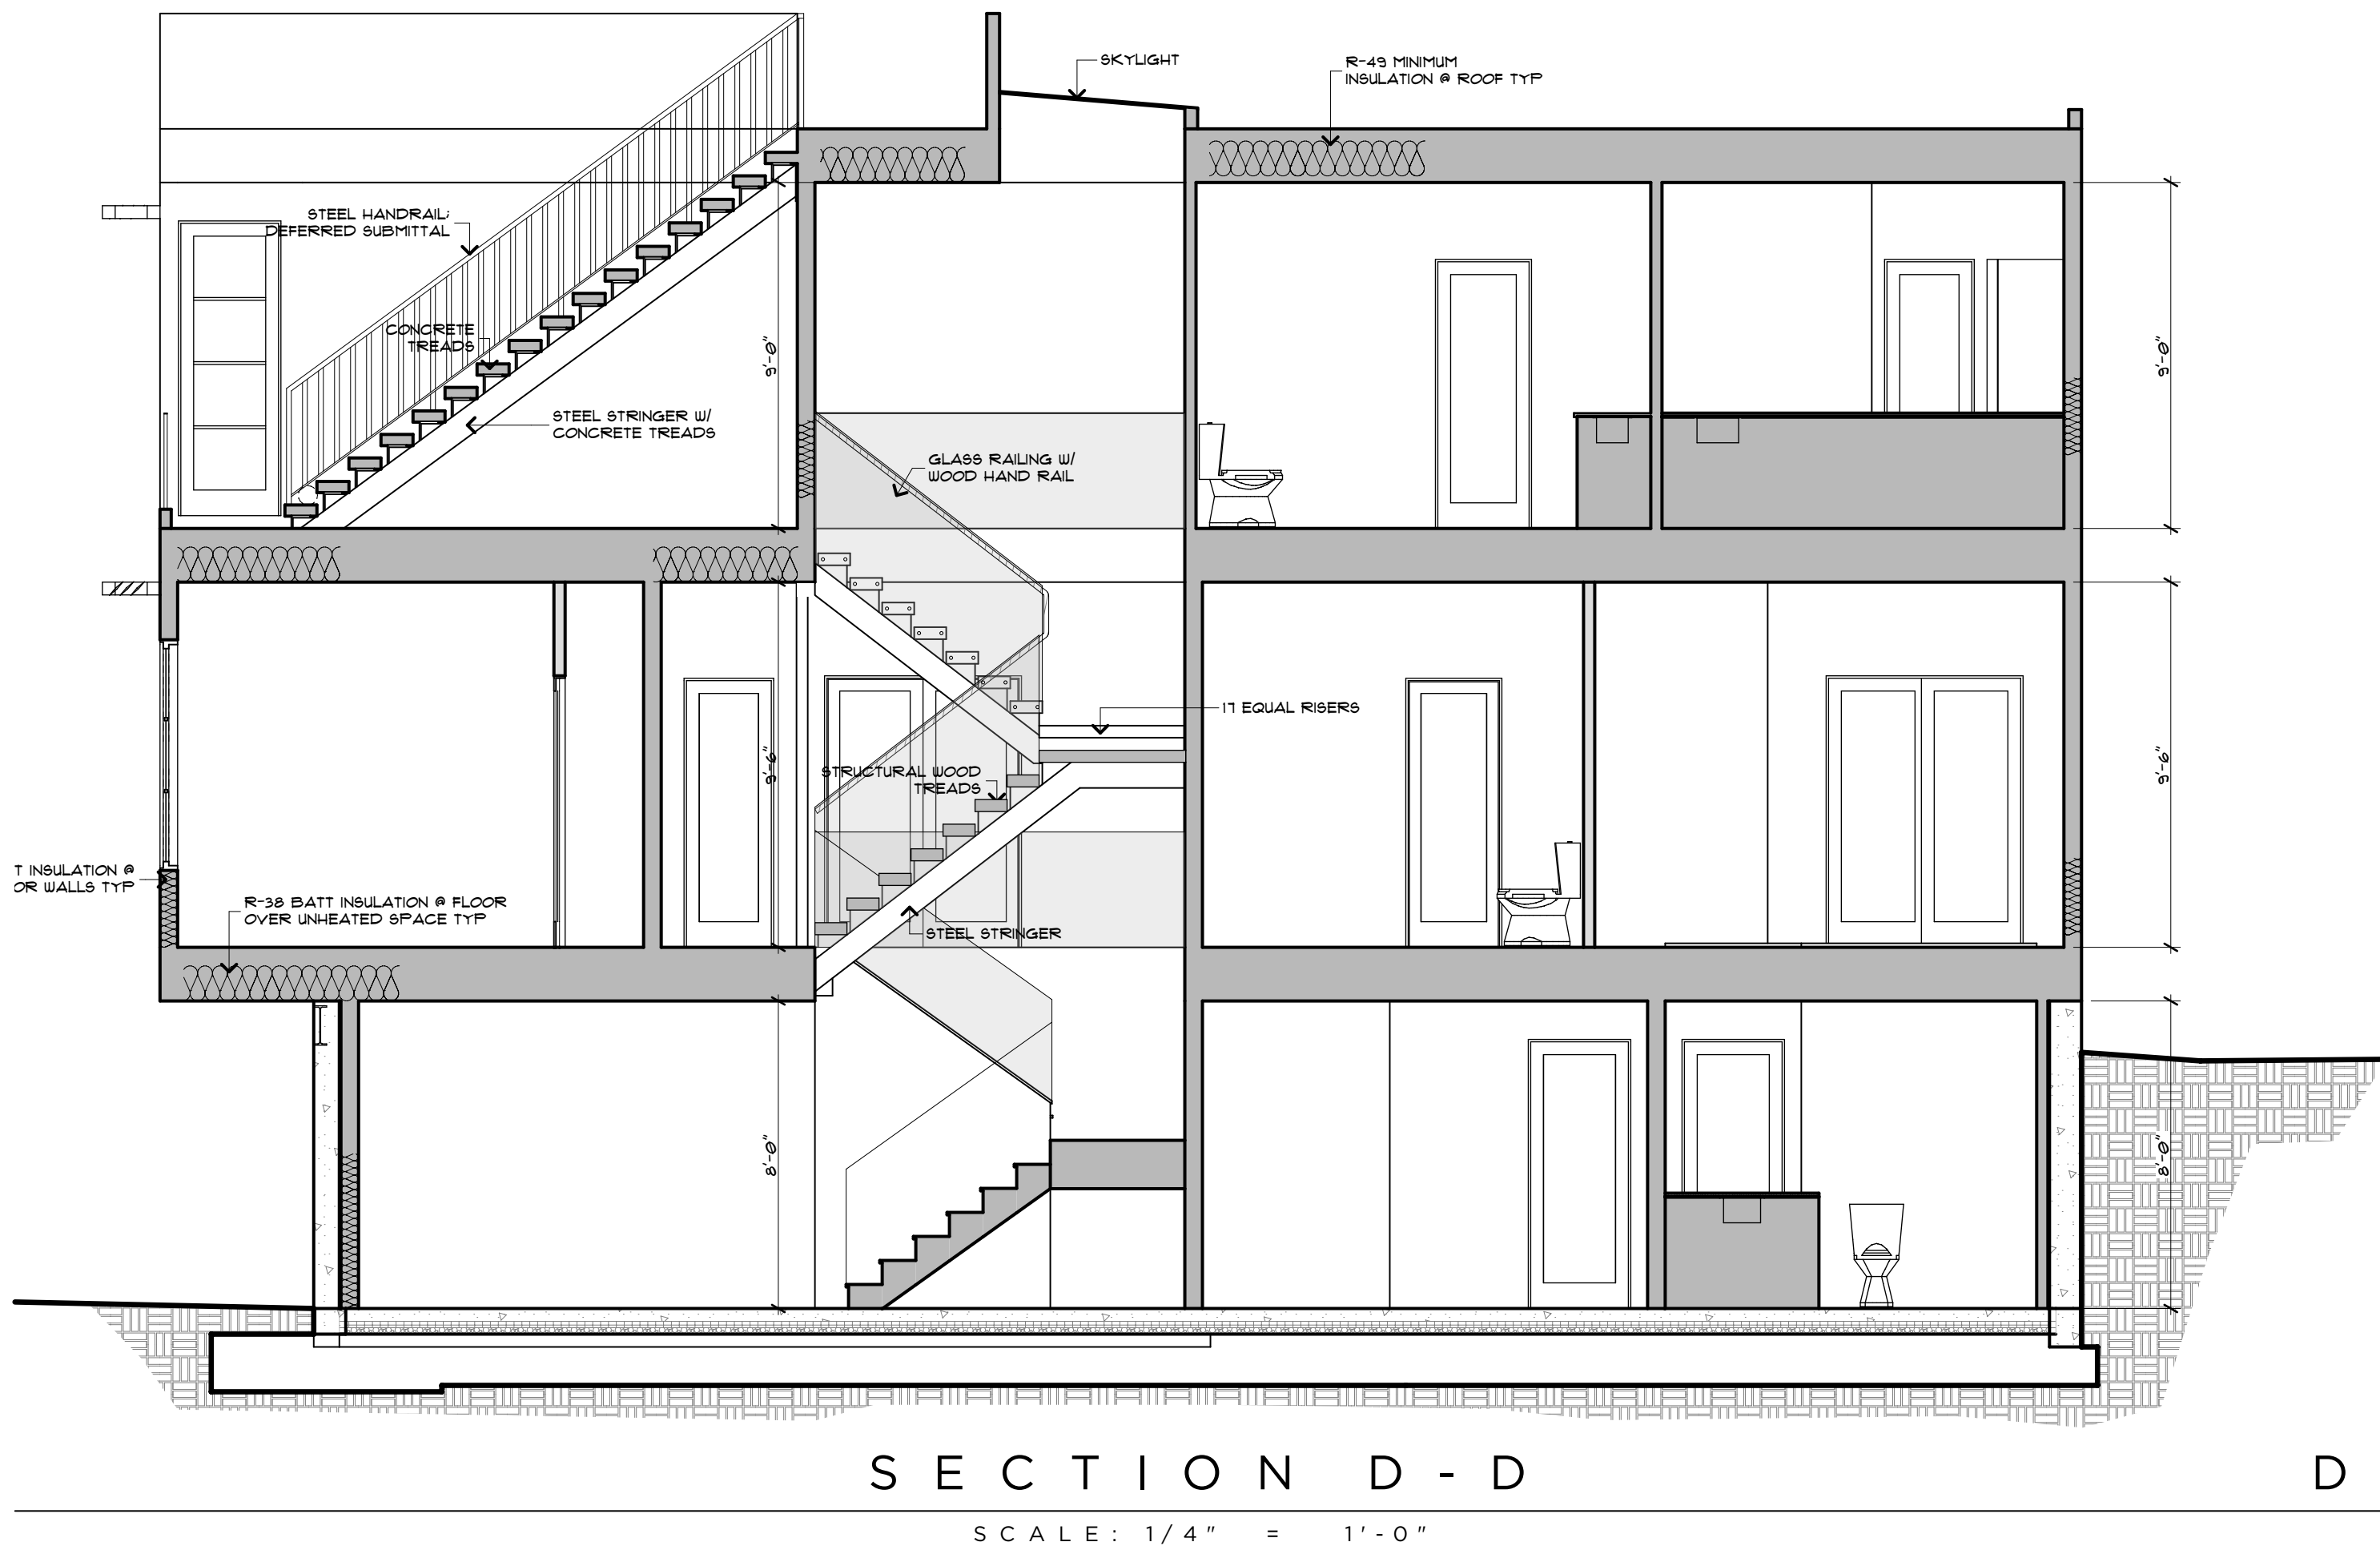 SKYLIGHT
R-49 MINIMUM
INSULATION @ ROOF TYP
STEEL HANDRAIL;
DEFERRED SUBMITTAL
CONCRETE
TREADS
9'-0"
9'-0"
STEEL STRINGER W/
CONCRETE TREADS
GLASS RAILING W/
WOOD HAND RAIL
17 EQUAL RISERS
9'-6"
9'-6"
STRUCTURAL WOOD
TREADS
T INSULATION @
OR WALLS TYP
R-38 BATT INSULATION @ FLOOR
OVER UNHEATED SPACE TYP
STEEL STRINGER
8'-0"
8'-0"
SECTION D-D
D
SCALE: 1/4" = 1'-0"